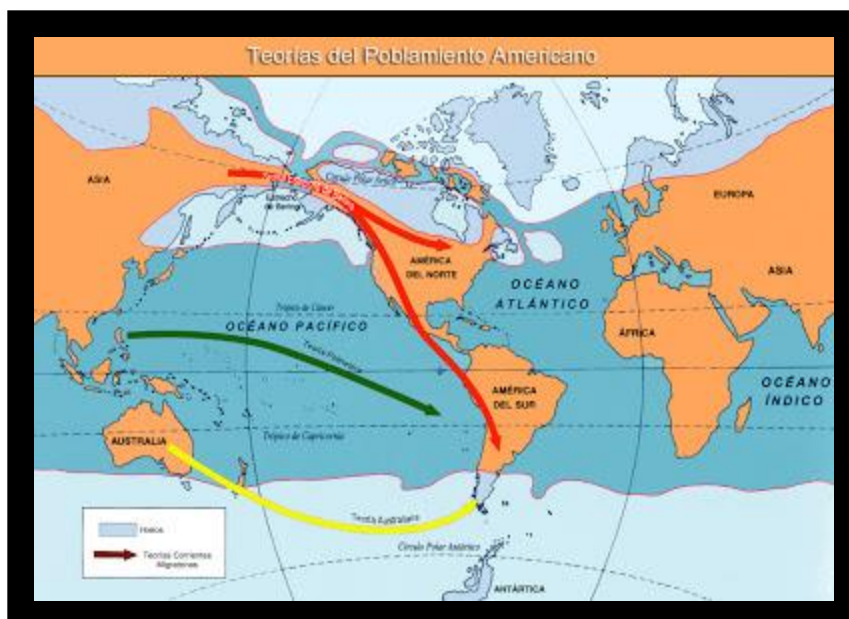 Teorías del Poblamiento Americano
ASIA
Círculo Polar Ártico
Estrecho
de Bering
EUROPA
AMÉRICA
DEL NORTE
ASIA
OCÉANO
ATLÁNTICO
Trópico de Cáncer
OCÉANO PACÍFICO
ÁFRICA
Teoría Polinésica
OCÉANO
ÍNDICO
AMÉRICA
DEL SUR
AUSTRALIA
Trópico de Capricornio
Teoría Australiana
Teorías Corrientes
Migratorias
Círculo Polar Antártico
ANTÁRTICA